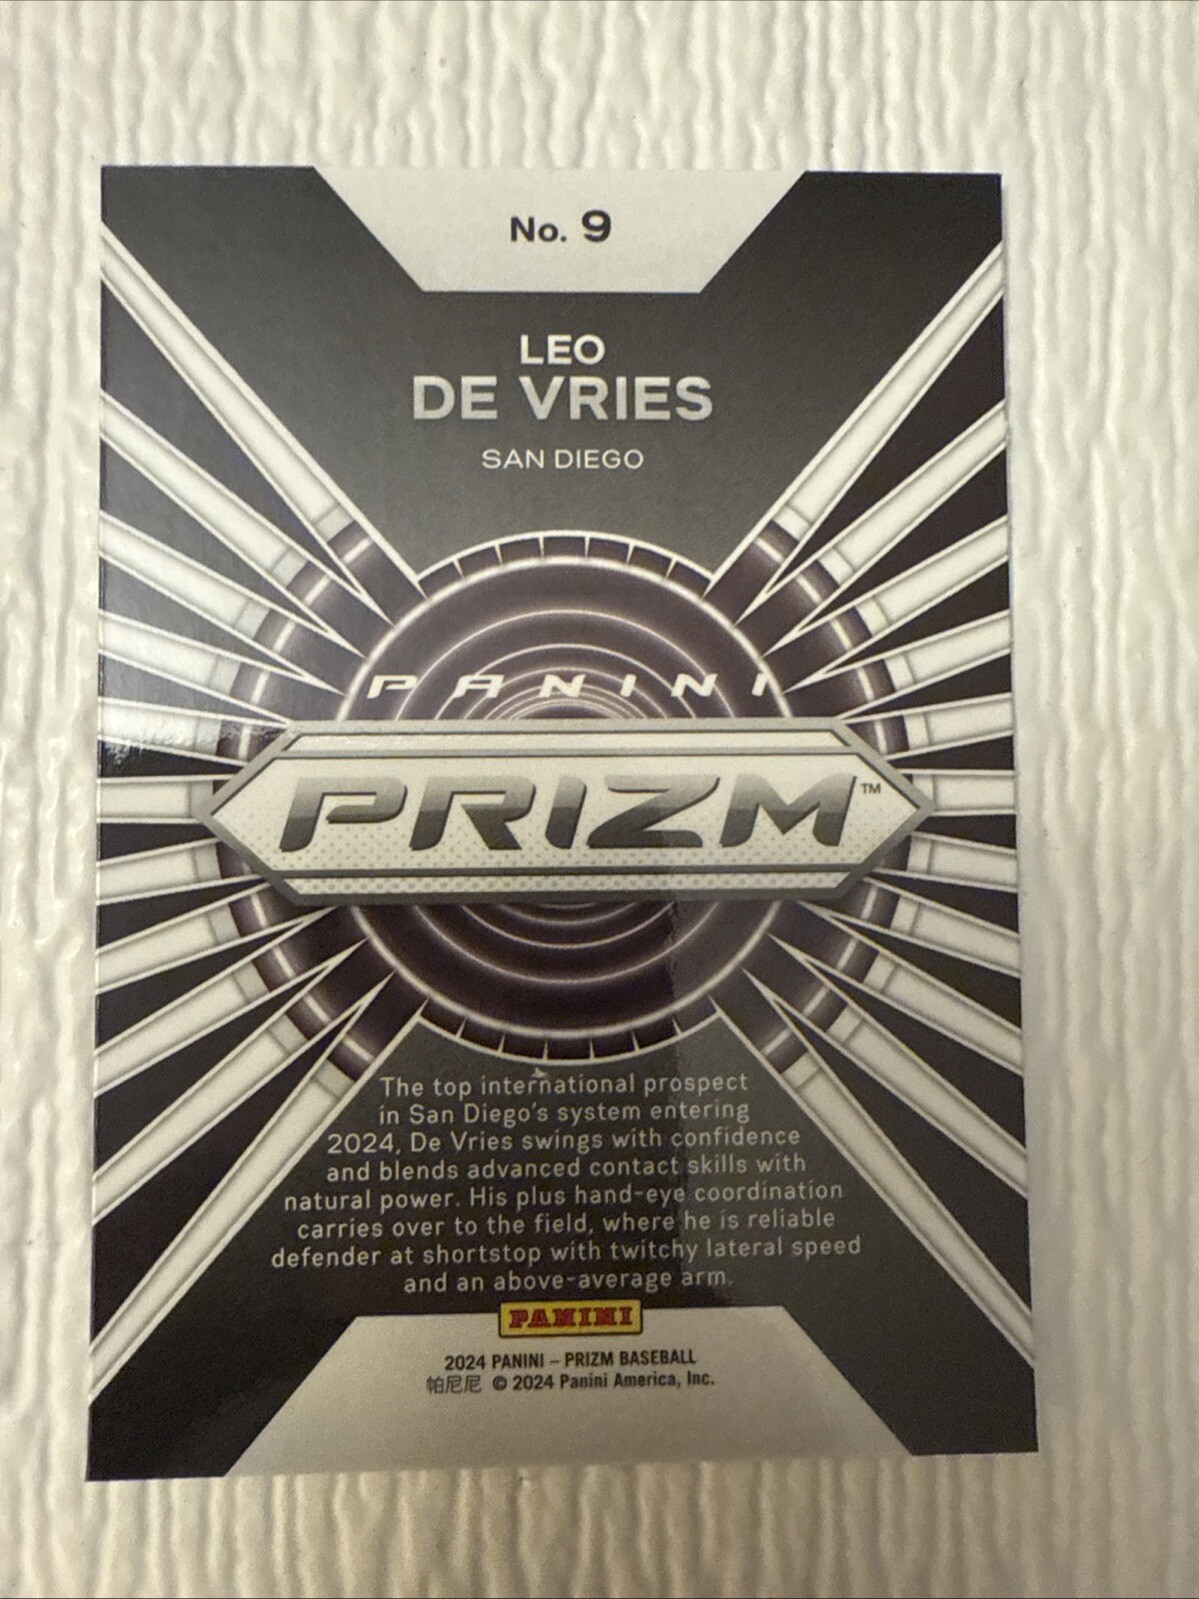 No. 9
LEO
DE VRIES
SAN DIEGO
PANINI
PRIZM™
The top international prospect
in San Diego's system entering
2024, De Vries swings with confidence
and blends advanced contact skills with
natural power. His plus hand-eye coordination
carries over to the field, where he is reliable
defender at shortstop with twitchy lateral speed
and an above-average arm.
PANINI
2024 PANINI – PRIZM BASEBALL
帕尼尼 © 2024 Panini America, Inc.